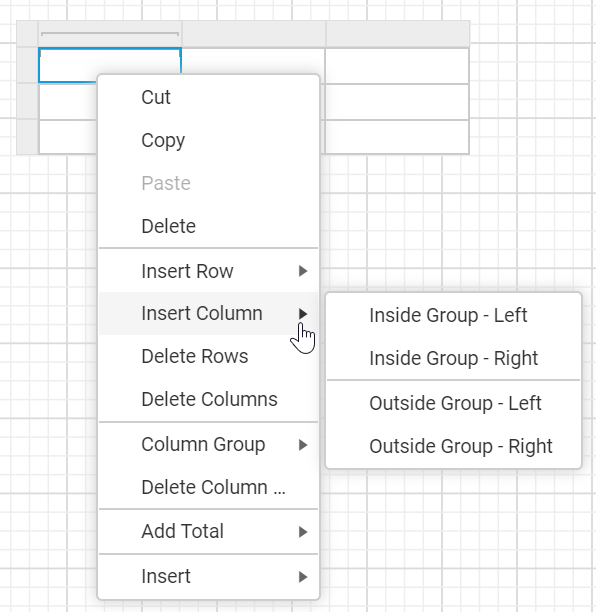 Cut
Copy
Paste
Delete
Insert Row
Insert Column
Delete Rows
Delete Columns
Column Group
Delete Column ...
Add Total
Insert
Inside Group - Left
Inside Group - Right
Outside Group - Left
Outside Group - Right